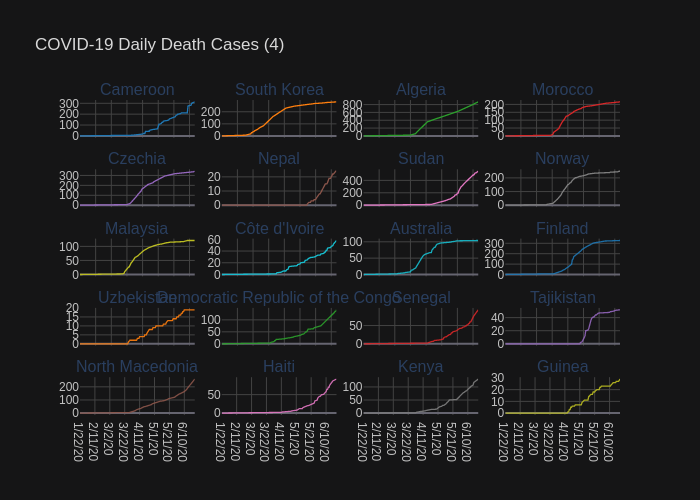 COVID-19 Daily Death Cases (4)
Cameroon South Korea Algeria Morocco
300 200 100 0
200 100 0
800 600 400 200 0
200 150 100 50 0
Czechia Nepal Sudan Norway
300 200 100 0
20 10 0
400 200 0
200 100 0
Malaysia Côte d'Ivoire Australia Finland
100 50 0
60 40 20 0
100 50 0
300 200 100 0
Uzbekistan Democratic Republic of the Congo Senegal Tajikistan
20 15 10 5 0
100 50 0
50 0
40 20 0
North Macedonia Haiti Kenya Guinea
200 100 0
50 0
100 50 0
30 20 10 0
1/22/20 2/11/20 3/2/20 3/22/20 4/11/20 5/1/20 5/21/20 6/10/20
1/22/20 2/11/20 3/2/20 3/22/20 4/11/20 5/1/20 5/21/20 6/10/20
1/22/20 2/11/20 3/2/20 3/22/20 4/11/20 5/1/20 5/21/20 6/10/20
1/22/20 2/11/20 3/2/20 3/22/20 4/11/20 5/1/20 5/21/20 6/10/20